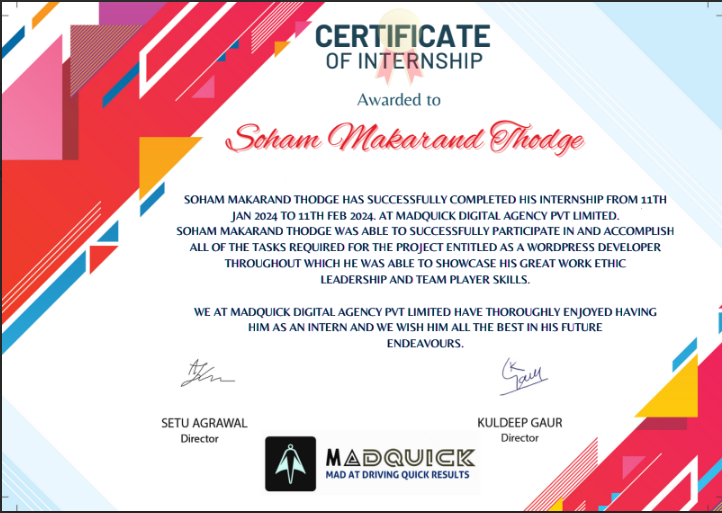 CERTIFICATE
OF INTERNSHIP
Awarded to
Soham Makarand Thodge
SOHAM MAKARAND THODGE HAS SUCCESSFULLY COMPLETED HIS INTERNSHIP FROM 11TH
JAN 2024 TO 11TH FEB 2024. AT MADQUICK DIGITAL AGENCY PVT LIMITED.
SOHAM MAKARAND THODGE WAS ABLE TO SUCCESSFULLY PARTICIPATE IN AND ACCOMPLISH
ALL OF THE TASKS REQUIRED FOR THE PROJECT ENTITLED AS A WORDPRESS DEVELOPER
THROUGHOUT WHICH HE WAS ABLE TO SHOWCASE HIS GREAT WORK ETHIC
LEADERSHIP AND TEAM PLAYER SKILLS.
WE AT MADQUICK DIGITAL AGENCY PVT LIMITED HAVE THOROUGHLY ENJOYED HAVING
HIM AS AN INTERN AND WE WISH HIM ALL THE BEST IN HIS FUTURE
ENDEAVOURS.
SETU AGRAWAL
Director
KULDEEP GAUR
Director
MADQUICK
MAD AT DRIVING QUICK RESULTS